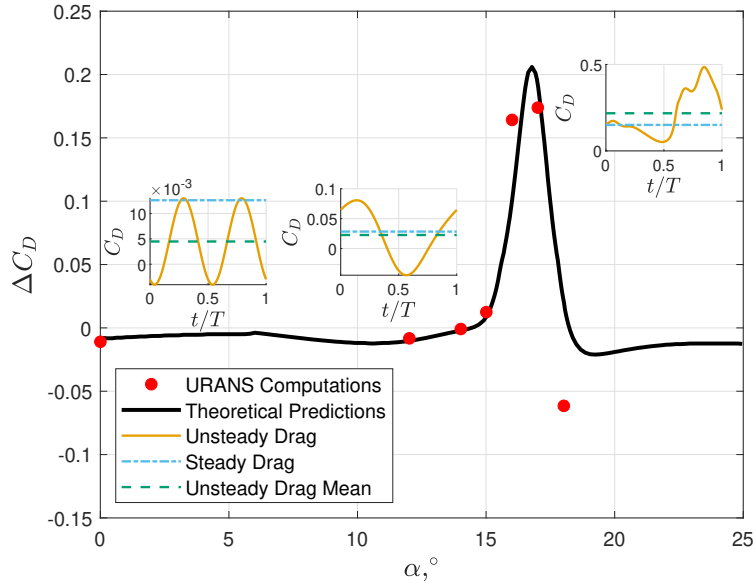 0.25
0.2
0.15
0.1
0.05
0
-0.05
-0.1
-0.15
ΔC_D
0
5
10
15
20
25
α,°
×10⁻³
10
5
0
C_D
0
0.5
1
t/T
0.1
0.05
0
C_D
0
0.5
1
t/T
0.5
0
C_D
0
0.5
1
t/T
URANS Computations
Theoretical Predictions
Unsteady Drag
Steady Drag
Unsteady Drag Mean